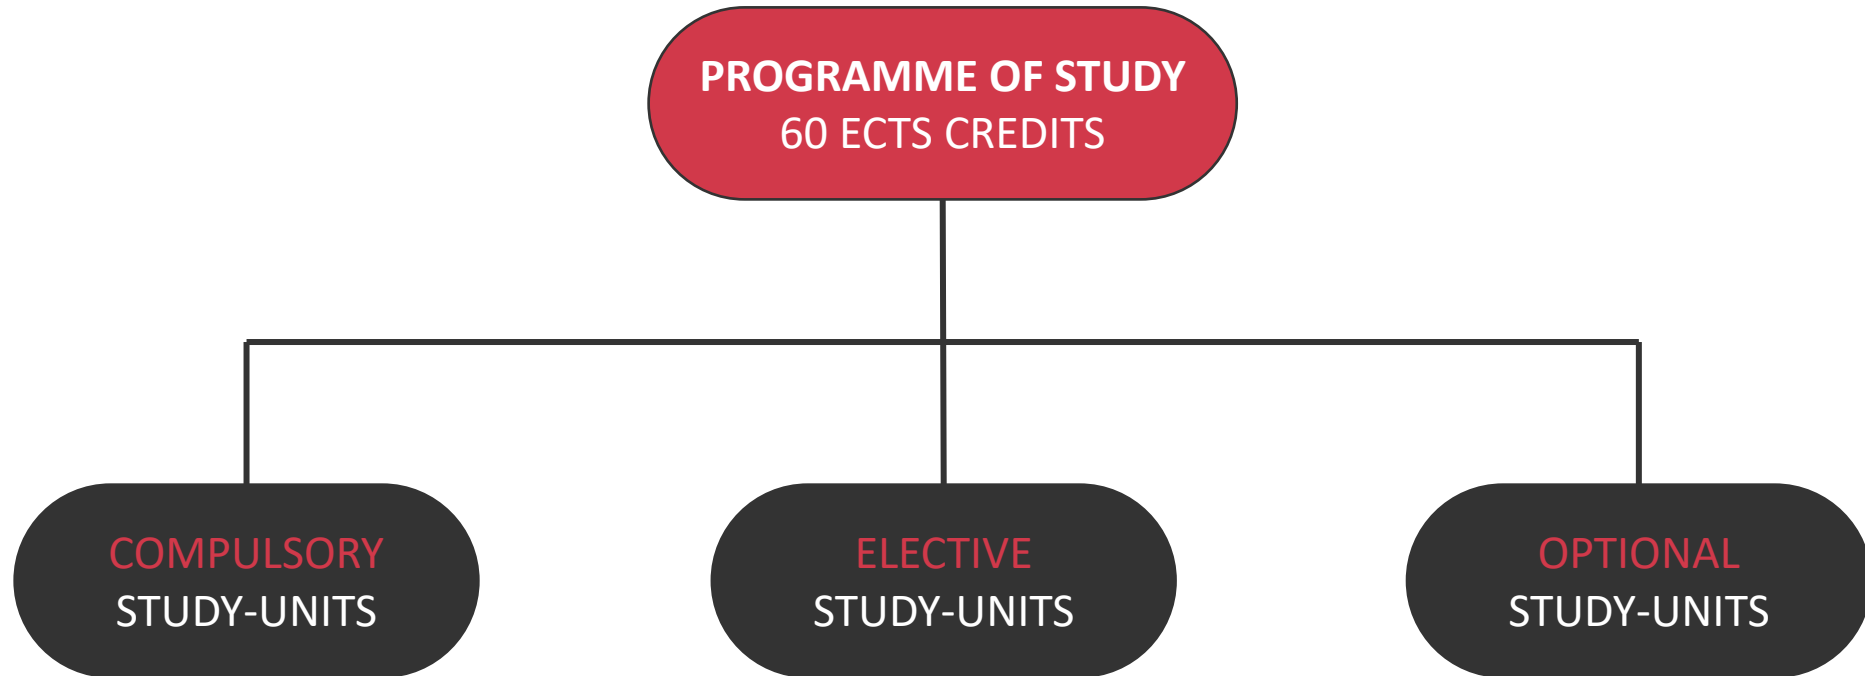 PROGRAMME OF STUDY
60 ECTS CREDITS
COMPULSORY
STUDY-UNITS
ELECTIVE
STUDY-UNITS
OPTIONAL
STUDY-UNITS